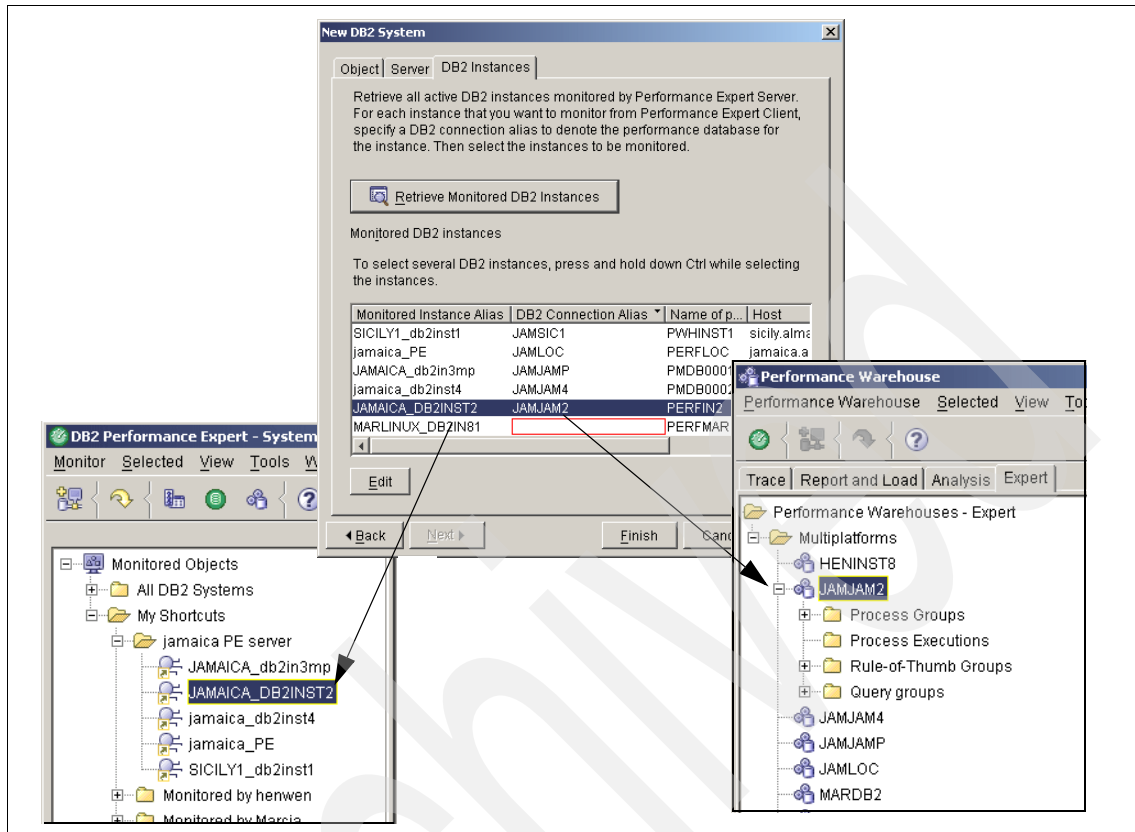 New DB2 System
Object Server DB2 Instances
Retrieve all active DB2 instances monitored by Performance Expert Server.
For each instance that you want to monitor from Performance Expert Client,
specify a DB2 connection alias to denote the performance database for
the instance. Then select the instances to be monitored.
Retrieve Monitored DB2 Instances
Monitored DB2 instances
To select several DB2 instances, press and hold down Ctrl while selecting
the instances.
Monitored Instance Alias DB2 Connection Alias Name of p... Host
SICILY1_db2inst1 JAMSIC1 PWHINST1 sicily.alma
jamaica_PE JAMLOC PERFLOC jamaica.a
JAMAICA_db2in3mp JAMJAMP PMDB0001
jamaica_db2inst4 JAMJAM4 PMDB0002
JAMAICA_DB2INST2 JAMJAM2 PERFIN2
MARLINUX_DB2IN81 PERFMAR
Edit
Back Next Finish Canc
DB2 Performance Expert - System
Monitor Selected View Tools W
Monitored Objects
All DB2 Systems
My Shortcuts
jamaica PE server
JAMAICA_db2in3mp
JAMAICA_DB2INST2
jamaica_db2inst4
jamaica_PE
SICILY1_db2inst1
Monitored by henwen
Monitored by Marcia
Performance Warehouse
Performance Warehouse Selected View To
Trace Report and Load Analysis Expert
Performance Warehouses - Expert
Multiplatforms
HENINST8
JAMJAM2
Process Groups
Process Executions
Rule-of-Thumb Groups
Query groups
JAMJAM4
JAMJAMP
JAMLOC
MARDB2